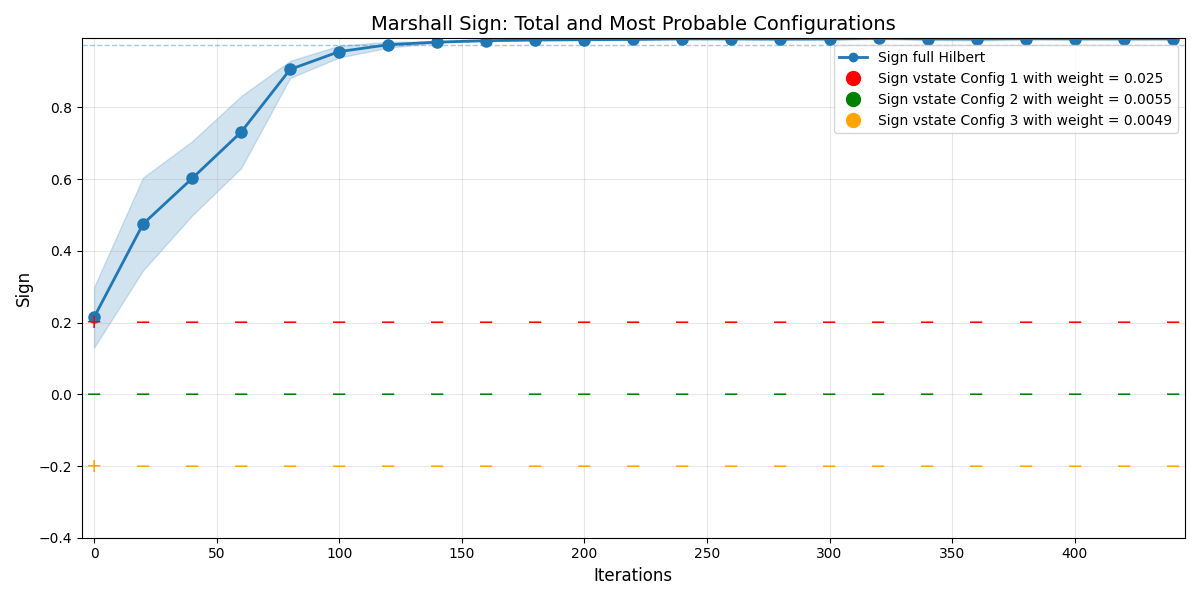 Marshall Sign: Total and Most Probable Configurations
Sign full Hilbert
Sign vstate Config 1 with weight = 0.025
Sign vstate Config 2 with weight = 0.0055
Sign vstate Config 3 with weight = 0.0049
Sign
0.8
0.6
0.4
0.2
0.0
−0.2
−0.4
0 50 100 150 200 250 300 350 400
Iterations